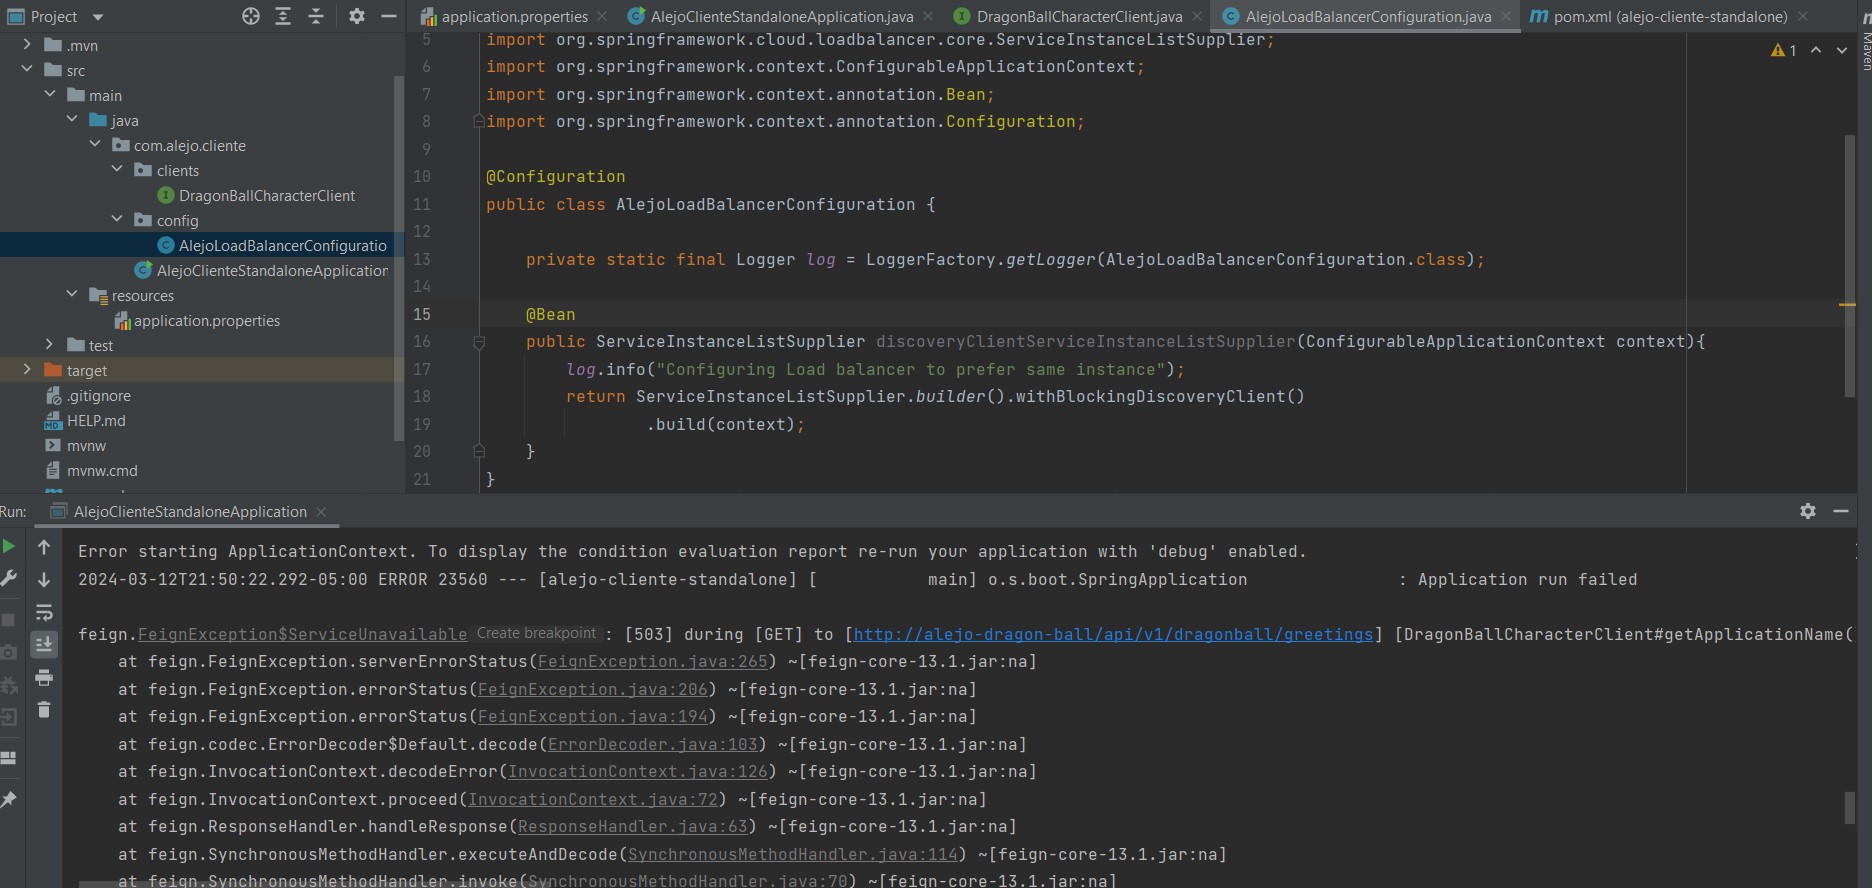 Project
application.properties
AlejoClienteStandaloneApplication.java
DragonBallCharacterClient.java
AlejoLoadBalancerConfiguration.java
pom.xml (alejo-cliente-standalone)
Maven
.mvn
src
main
java
com.alejo.cliente
clients
DragonBallCharacterClient
config
AlejoLoadBalancerConfiguratio
AlejoClienteStandaloneApplication
resources
application.properties
test
target
.gitignore
HELP.md
mvnw
mvnw.cmd
1
5 import org.springframework.cloud.loadbalancer.core.ServiceInstanceListSupplier;
6 import org.springframework.context.ConfigurableApplicationContext;
7 import org.springframework.context.annotation.Bean;
8 import org.springframework.context.annotation.Configuration;
9
10 @Configuration
11 public class AlejoLoadBalancerConfiguration {
12
13 private static final Logger log = LoggerFactory.getLogger(AlejoLoadBalancerConfiguration.class);
14
15 @Bean
16 public ServiceInstanceListSupplier discoveryClientServiceInstanceListSupplier(ConfigurableApplicationContext context){
17 log.info("Configuring Load balancer to prefer same instance");
18 return ServiceInstanceListSupplier.builder().withBlockingDiscoveryClient()
19 .build(context);
20 }
21 }
Run: AlejoClienteStandaloneApplication
Error starting ApplicationContext. To display the condition evaluation report re-run your application with 'debug' enabled.
2024-03-12T21:50:22.292-05:00 ERROR 23560 --- [alejo-cliente-standalone] [ main] o.s.boot.SpringApplication : Application run failed
feign.FeignException$ServiceUnavailable Create breakpoint : [503] during [GET] to [http://alejo-dragon-ball/api/v1/dragonball/greetings] [DragonBallCharacterClient#getApplicationName(
at feign.FeignException.serverErrorStatus(FeignException.java:265) ~[feign-core-13.1.jar:na]
at feign.FeignException.errorStatus(FeignException.java:206) ~[feign-core-13.1.jar:na]
at feign.FeignException.errorStatus(FeignException.java:194) ~[feign-core-13.1.jar:na]
at feign.codec.ErrorDecoder$Default.decode(ErrorDecoder.java:103) ~[feign-core-13.1.jar:na]
at feign.InvocationContext.decodeError(InvocationContext.java:126) ~[feign-core-13.1.jar:na]
at feign.InvocationContext.proceed(InvocationContext.java:72) ~[feign-core-13.1.jar:na]
at feign.ResponseHandler.handleResponse(ResponseHandler.java:63) ~[feign-core-13.1.jar:na]
at feign.SynchronousMethodHandler.executeAndDecode(SynchronousMethodHandler.java:114) ~[feign-core-13.1.jar:na]
at feign.SynchronousMethodHandler.invoke(SynchronousMethodHandler.java:70) ~[feign-core-13.1.jar:na]